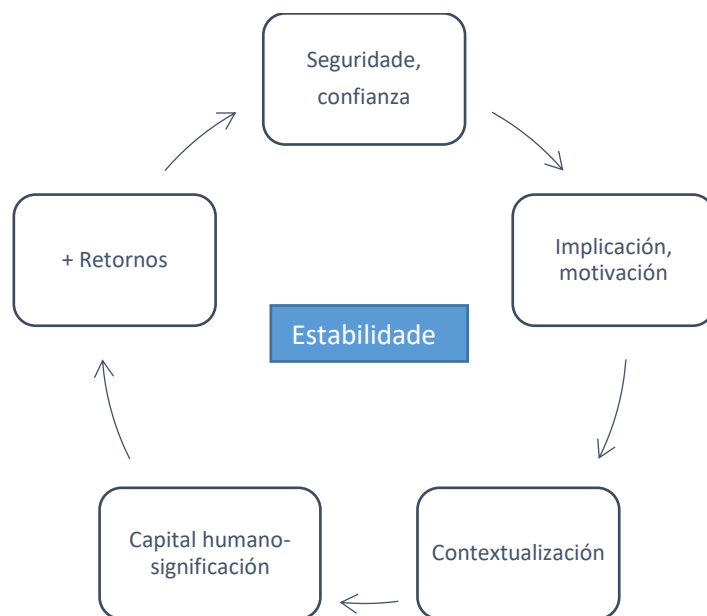 Seguridade,
confianza
Implicación,
motivación
+ Retornos
Estabilidade
Capital humano-
significación
Contextualización